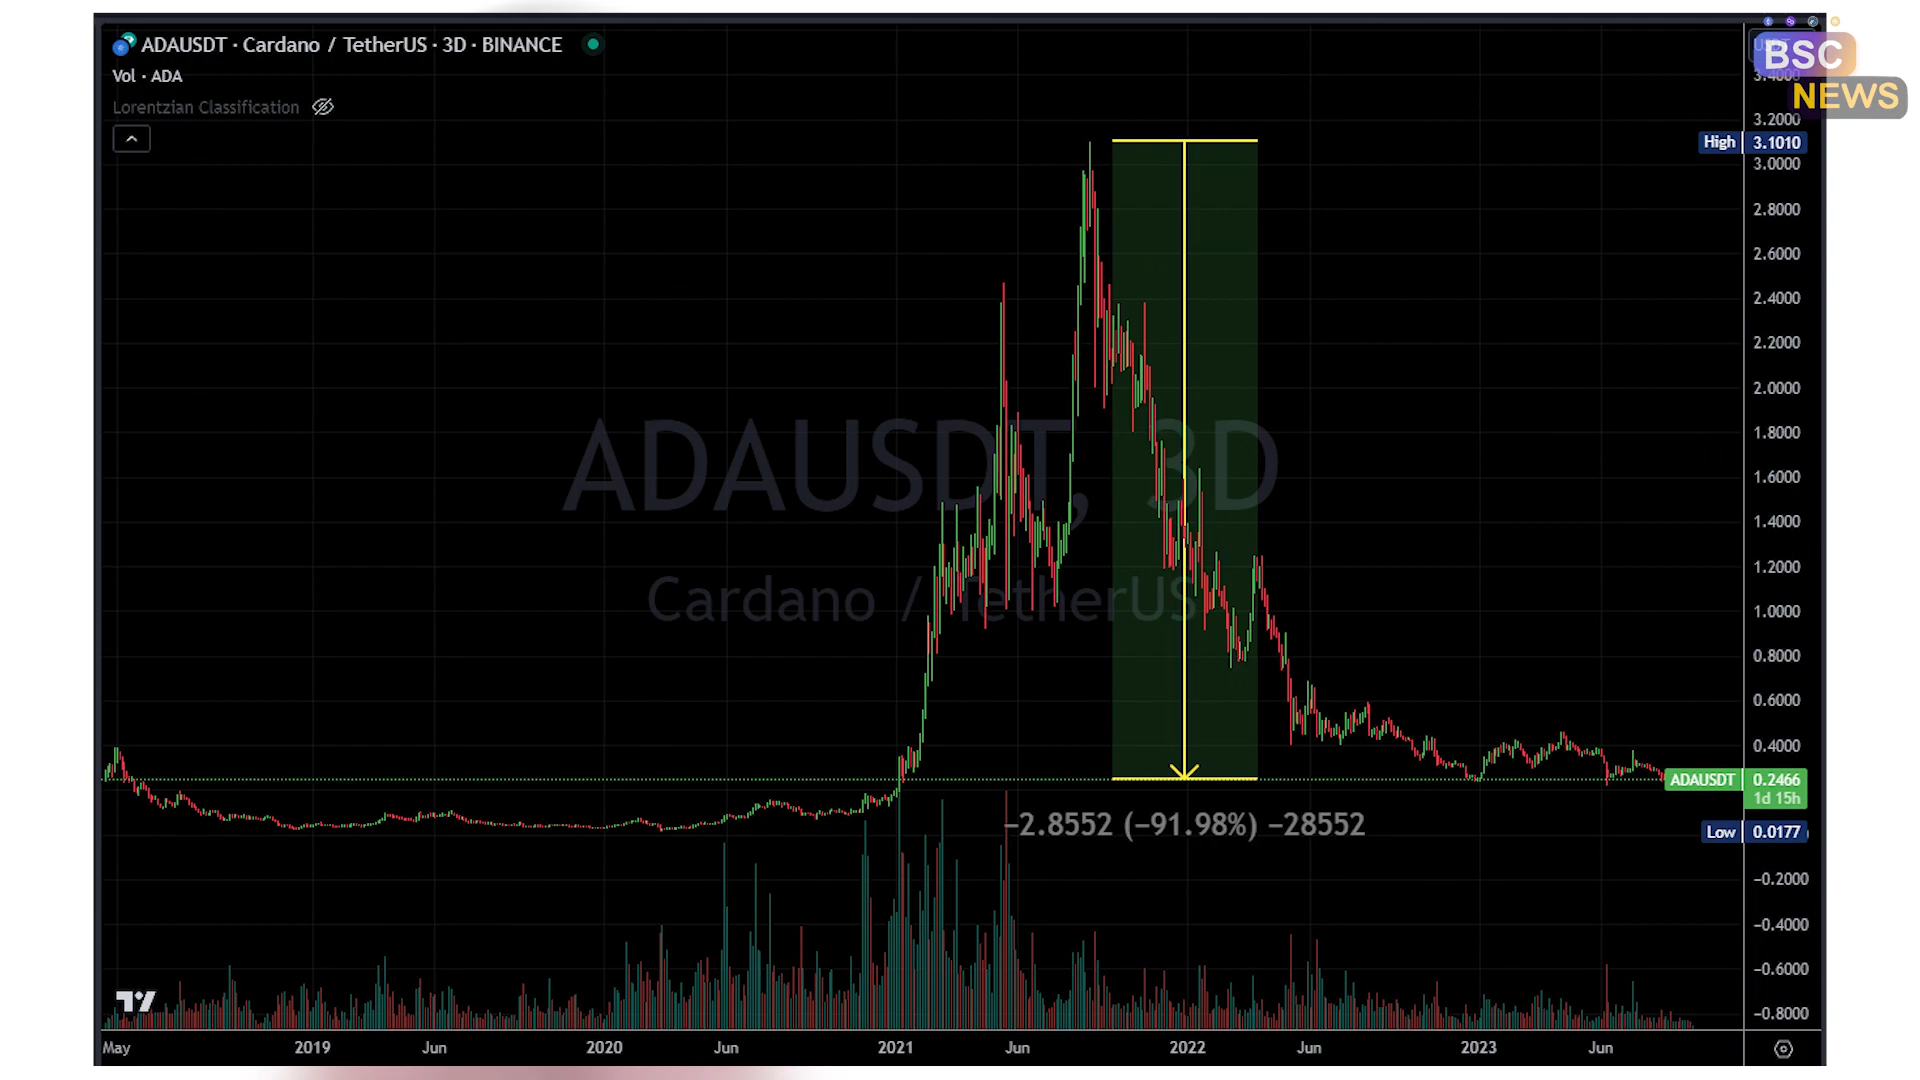 ADAUSDT · Cardano / TetherUS · 3D · BINANCE
Vol · ADA
Lorentzian Classification
BSC
NEWS
3.4000
3.2000
High 3.1010
3.0000
2.8000
2.6000
2.4000
2.2000
2.0000
1.8000
1.6000
1.4000
1.2000
1.0000
0.8000
0.6000
0.4000
ADAUSDT 0.2466
1d 15h
Low 0.0177
−0.2000
−0.4000
−0.6000
−0.8000
ADAUSDT, 3D
Cardano / TetherUS
−2.8552 (−91.98%) −28552
May 2019 Jun 2020 Jun 2021 Jun 2022 Jun 2023 Jun